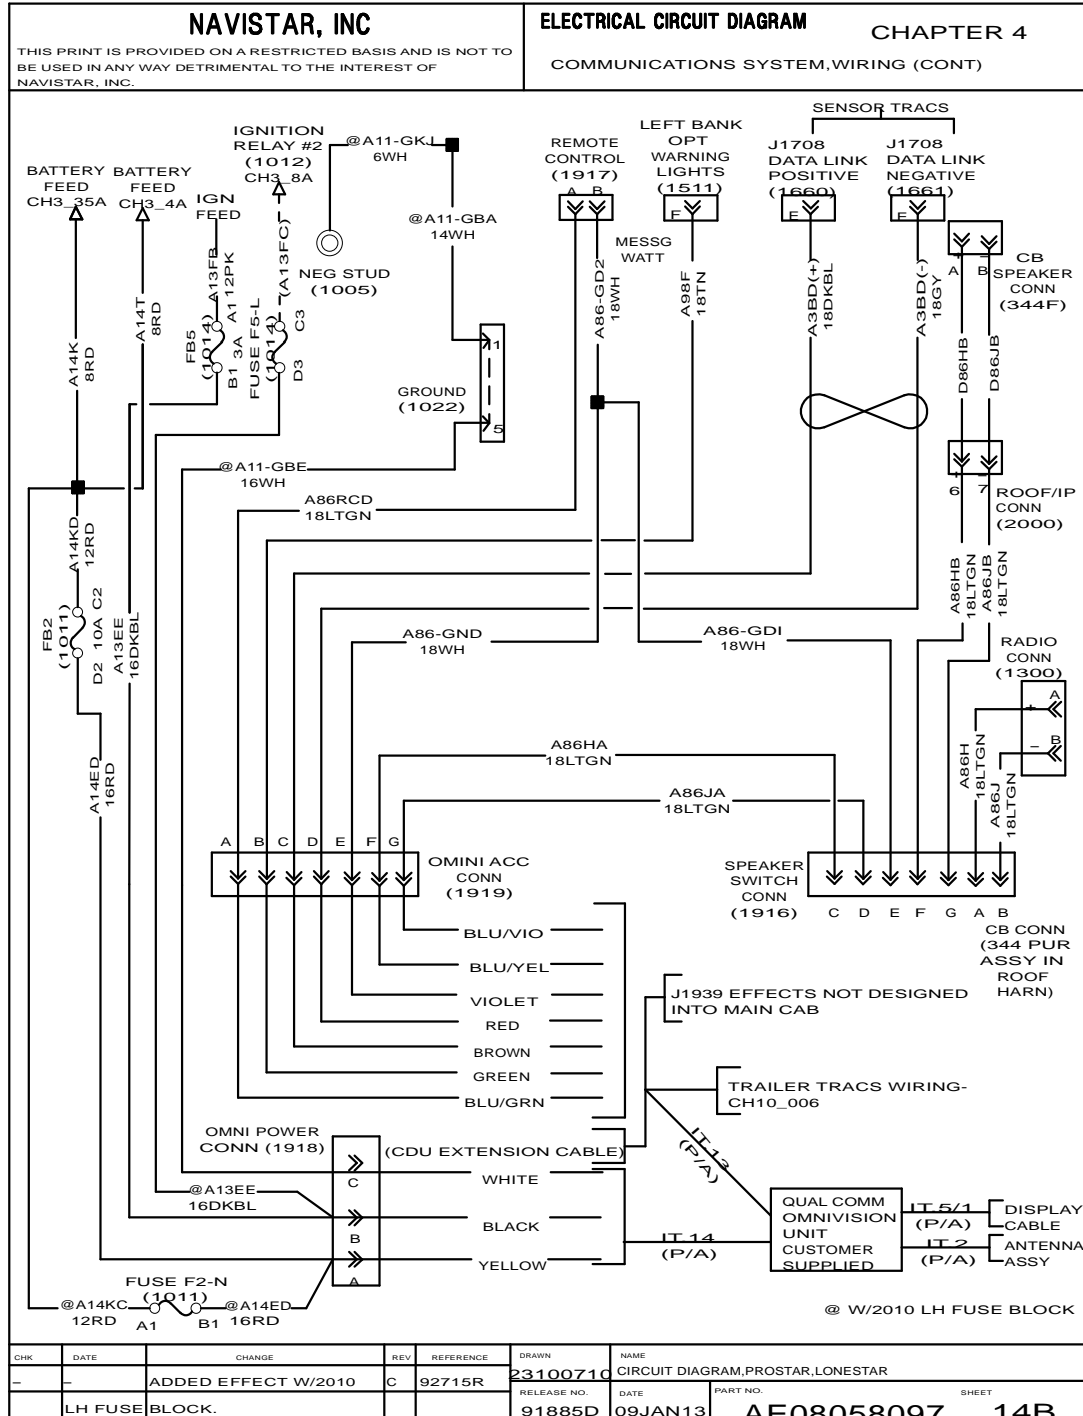 NAVISTAR, INC
THIS PRINT IS PROVIDED ON A RESTRICTED BASIS AND IS NOT TO
BE USED IN ANY WAY DETRIMENTAL TO THE INTEREST OF
NAVISTAR, INC.
ELECTRICAL CIRCUIT DIAGRAM
CHAPTER 4
COMMUNICATIONS SYSTEM,WIRING (CONT)
SENSOR TRACS
BATTERY
FEED
CH3_35A
BATTERY
FEED
CH3_4A
IGN
FEED
IGNITION
RELAY #2
(1012)
CH3_8A
@A11-GKJ
6WH
@A11-GBA
14WH
NEG STUD
(1005)
REMOTE
CONTROL
(1917)
A B
MESSG
WATT
LEFT BANK
OPT
WARNING
LIGHTS
(1511)
F
J1708
DATA LINK
POSITIVE
(1660)
E
J1708
DATA LINK
NEGATIVE
(1661)
F
+ –
A B
CB
SPEAKER
CONN
(344F)
A14K
8RD
A14T
8RD
A13FB
A1 12PK
FB5
(1014)
B1 3A
(A13FC)
C3
FUSE F5-L
(1014)
D3
GROUND
(1022)
1
5
A86-GD2
18WH
A98F
18TN
A3BD(+)
18DKBL
A3BD(-)
18GY
D86HB
D86JB
+ –
6 7
ROOF/IP
CONN
(2000)
@A11-GBE
16WH
A86RCD
18LTGN
A14KD
12RD
FB2
(1011)
D2 10A C2
A13EE
16DKBL
A14ED
16RD
A86-GND
18WH
A86-GDI
18WH
A86HB
18LTGN
A86JB
18LTGN
RADIO
CONN
(1300)
A
+
B
–
A86H
18LTGN
A86J
18LTGN
A86HA
18LTGN
A86JA
18LTGN
A B C D E F G
OMINI ACC
CONN
(1919)
SPEAKER
SWITCH
CONN
(1916)
C D E F G A B
CB CONN
(344 PUR
ASSY IN
ROOF
HARN)
BLU/VIO
BLU/YEL
VIOLET
RED
BROWN
GREEN
BLU/GRN
J1939 EFFECTS NOT DESIGNED
INTO MAIN CAB
TRAILER TRACS WIRING-
CH10_006
OMNI POWER
CONN (1918)
(CDU EXTENSION CABLE)
IT.13
(P/A)
C
WHITE
@A13EE
16DKBL
B
BLACK
A
YELLOW
IT.14
(P/A)
QUAL COMM
OMNIVISION
UNIT
CUSTOMER
SUPPLIED
IT.5/1
(P/A)
DISPLAY
CABLE
IT.2
(P/A)
ANTENNA
ASSY
FUSE F2-N
(1011)
@A14KC
12RD
A1
B1
@A14ED
16RD
@ W/2010 LH FUSE BLOCK
CHK DATE CHANGE REV REFERENCE
– – ADDED EFFECT W/2010 C 92715R
LH FUSE BLOCK.
DRAWN
23100710
NAME
CIRCUIT DIAGRAM,PROSTAR,LONESTAR
RELEASE NO.
91885D
DATE
09JAN13
PART NO.
AE08058097
SHEET
14B